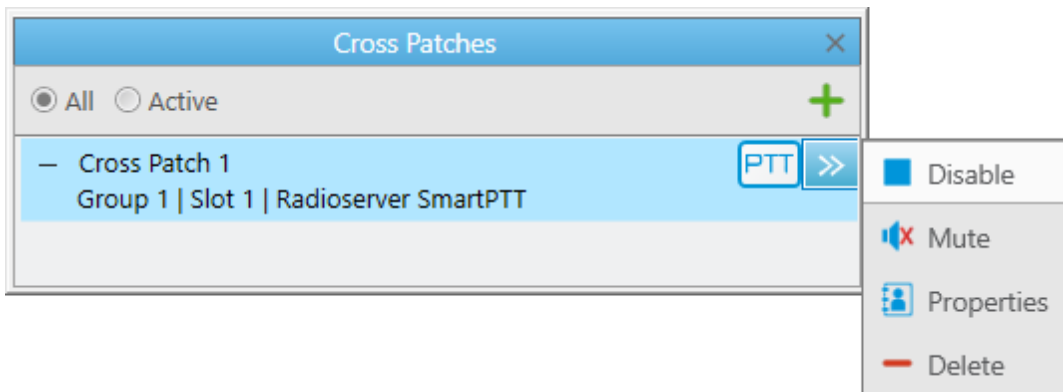 Cross Patches
All Active
Cross Patch 1
PTT
Group 1 | Slot 1 | Radioserver SmartPTT
Disable
Mute
Properties
Delete